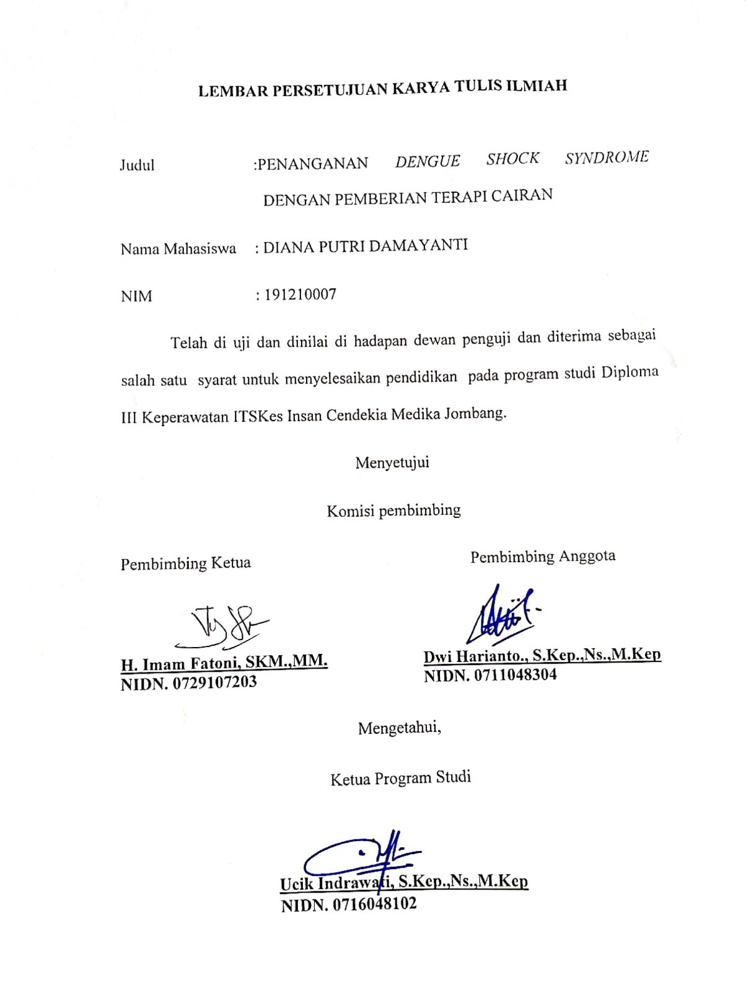 LEMBAR PERSETUJUAN KARYA TULIS ILMIAH
Judul :PENANGANAN DENGUE SHOCK SYNDROME
DENGAN PEMBERIAN TERAPI CAIRAN
Nama Mahasiswa : DIANA PUTRI DAMAYANTI
NIM : 191210007
Telah di uji dan dinilai di hadapan dewan penguji dan diterima sebagai
salah satu syarat untuk menyelesaikan pendidikan pada program studi Diploma
III Keperawatan ITSKes Insan Cendekia Medika Jombang.
Menyetujui
Komisi pembimbing
Pembimbing Ketua Pembimbing Anggota
H. Imam Fatoni, SKM.,MM. Dwi Harianto., S.Kep.,Ns.,M.Kep
NIDN. 0729107203 NIDN. 0711048304
Mengetahui,
Ketua Program Studi
Ucik Indrawati, S.Kep.,Ns.,M.Kep
NIDN. 0716048102